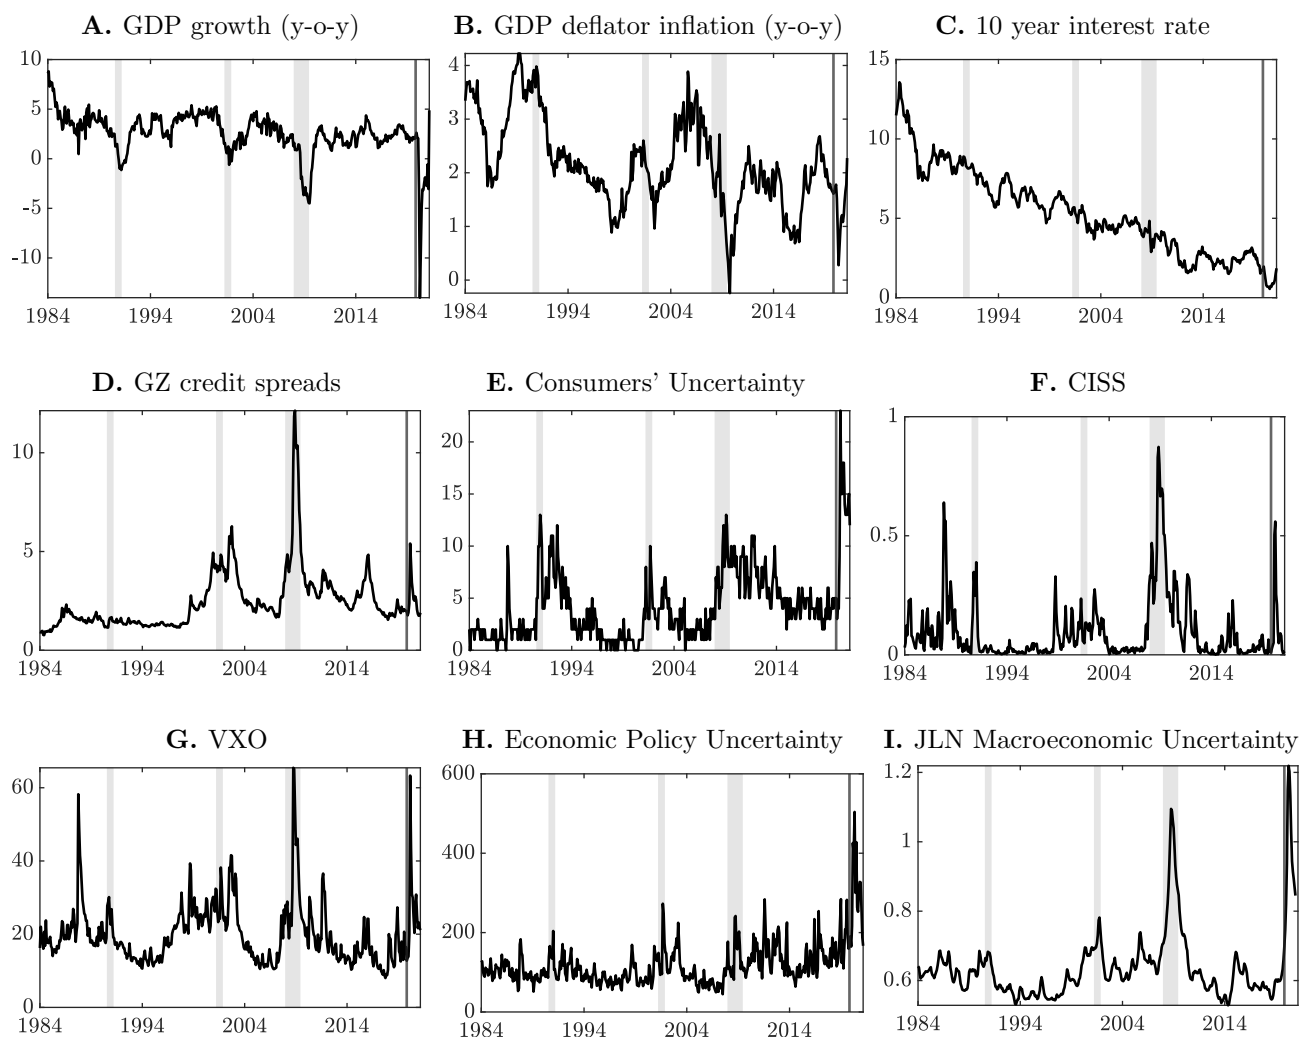 A. GDP growth (y-o-y)
10
5
0
-5
-10
1984 1994 2004 2014
B. GDP deflator inflation (y-o-y)
4
3
2
1
0
1984 1994 2004 2014
C. 10 year interest rate
15
10
5
0
1984 1994 2004 2014
D. GZ credit spreads
10
5
0
1984 1994 2004 2014
E. Consumers' Uncertainty
20
15
10
5
0
1984 1994 2004 2014
F. CISS
1
0.5
0
1984 1994 2004 2014
G. VXO
60
40
20
0
1984 1994 2004 2014
H. Economic Policy Uncertainty
600
400
200
0
1984 1994 2004 2014
I. JLN Macroeconomic Uncertainty
1.2
1
0.8
0.6
1984 1994 2004 2014